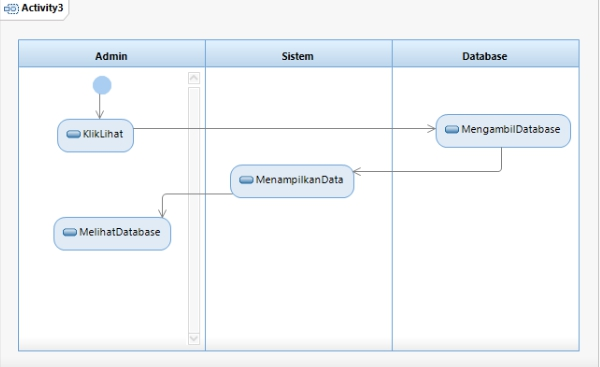 Activity3
Admin Sistem Database
KlikLihat
MengambilDatabase
MenampilkanData
MelihatDatabase